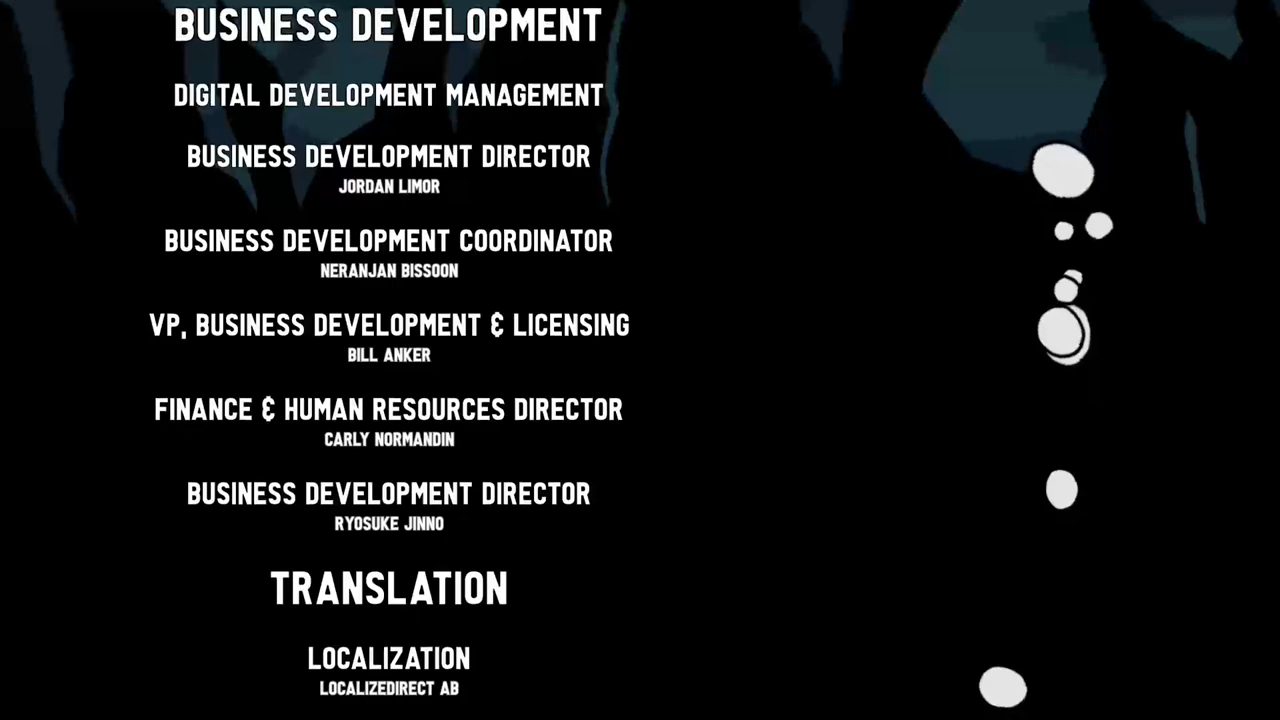 BUSINESS DEVELOPMENT
DIGITAL DEVELOPMENT MANAGEMENT
BUSINESS DEVELOPMENT DIRECTOR
JORDAN LIMOR
BUSINESS DEVELOPMENT COORDINATOR
NERANJAN BISSOON
VP, BUSINESS DEVELOPMENT & LICENSING
BILL ANKER
FINANCE & HUMAN RESOURCES DIRECTOR
CARLY NORMANDIN
BUSINESS DEVELOPMENT DIRECTOR
RYOSUKE JINNO
TRANSLATION
LOCALIZATION
LOCALIZEDIRECT AB